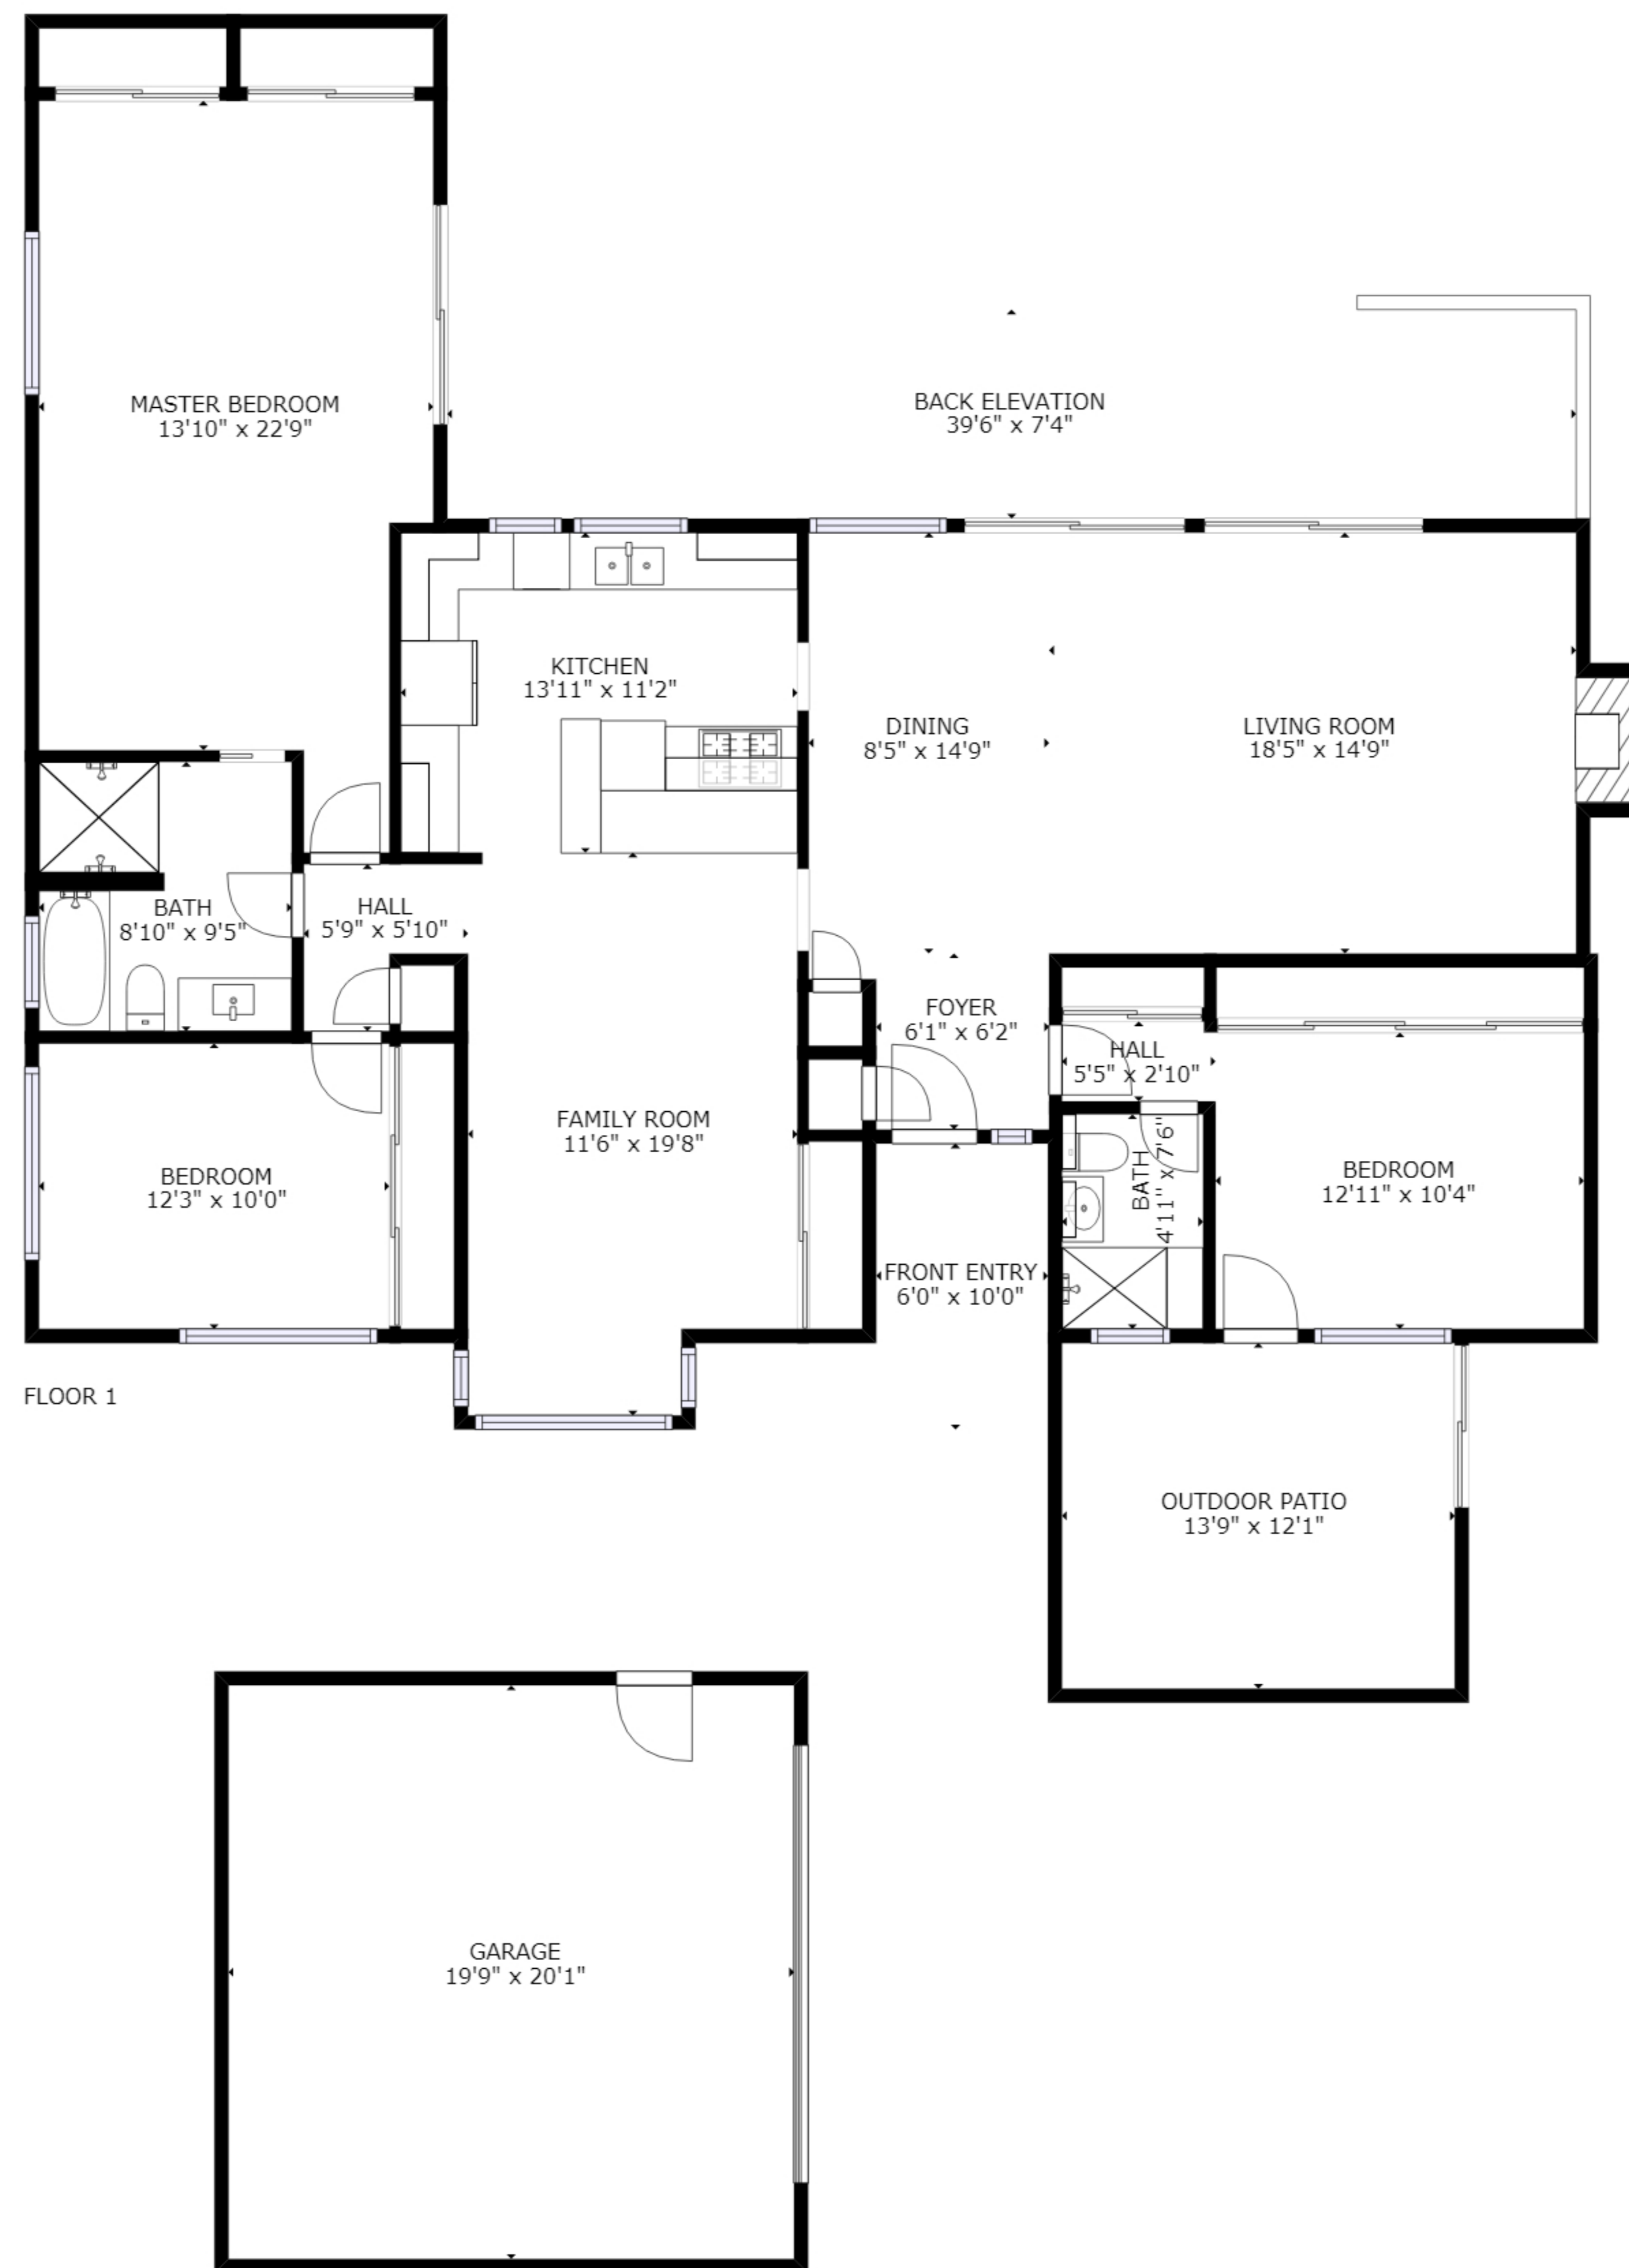 MASTER BEDROOM
13'10" x 22'9"
BACK ELEVATION
39'6" x 7'4"
KITCHEN
13'11" x 11'2"
DINING
8'5" x 14'9"
LIVING ROOM
18'5" x 14'9"
BATH
8'10" x 9'5"
HALL
5'9" x 5'10"
FOYER
6'1" x 6'2"
HALL
5'5" x 2'10"
FAMILY ROOM
11'6" x 19'8"
BEDROOM
12'3" x 10'0"
BATH
4'11" x 7'6"
BEDROOM
12'11" x 10'4"
FRONT ENTRY
6'0" x 10'0"
FLOOR 1
OUTDOOR PATIO
13'9" x 12'1"
GARAGE
19'9" x 20'1"